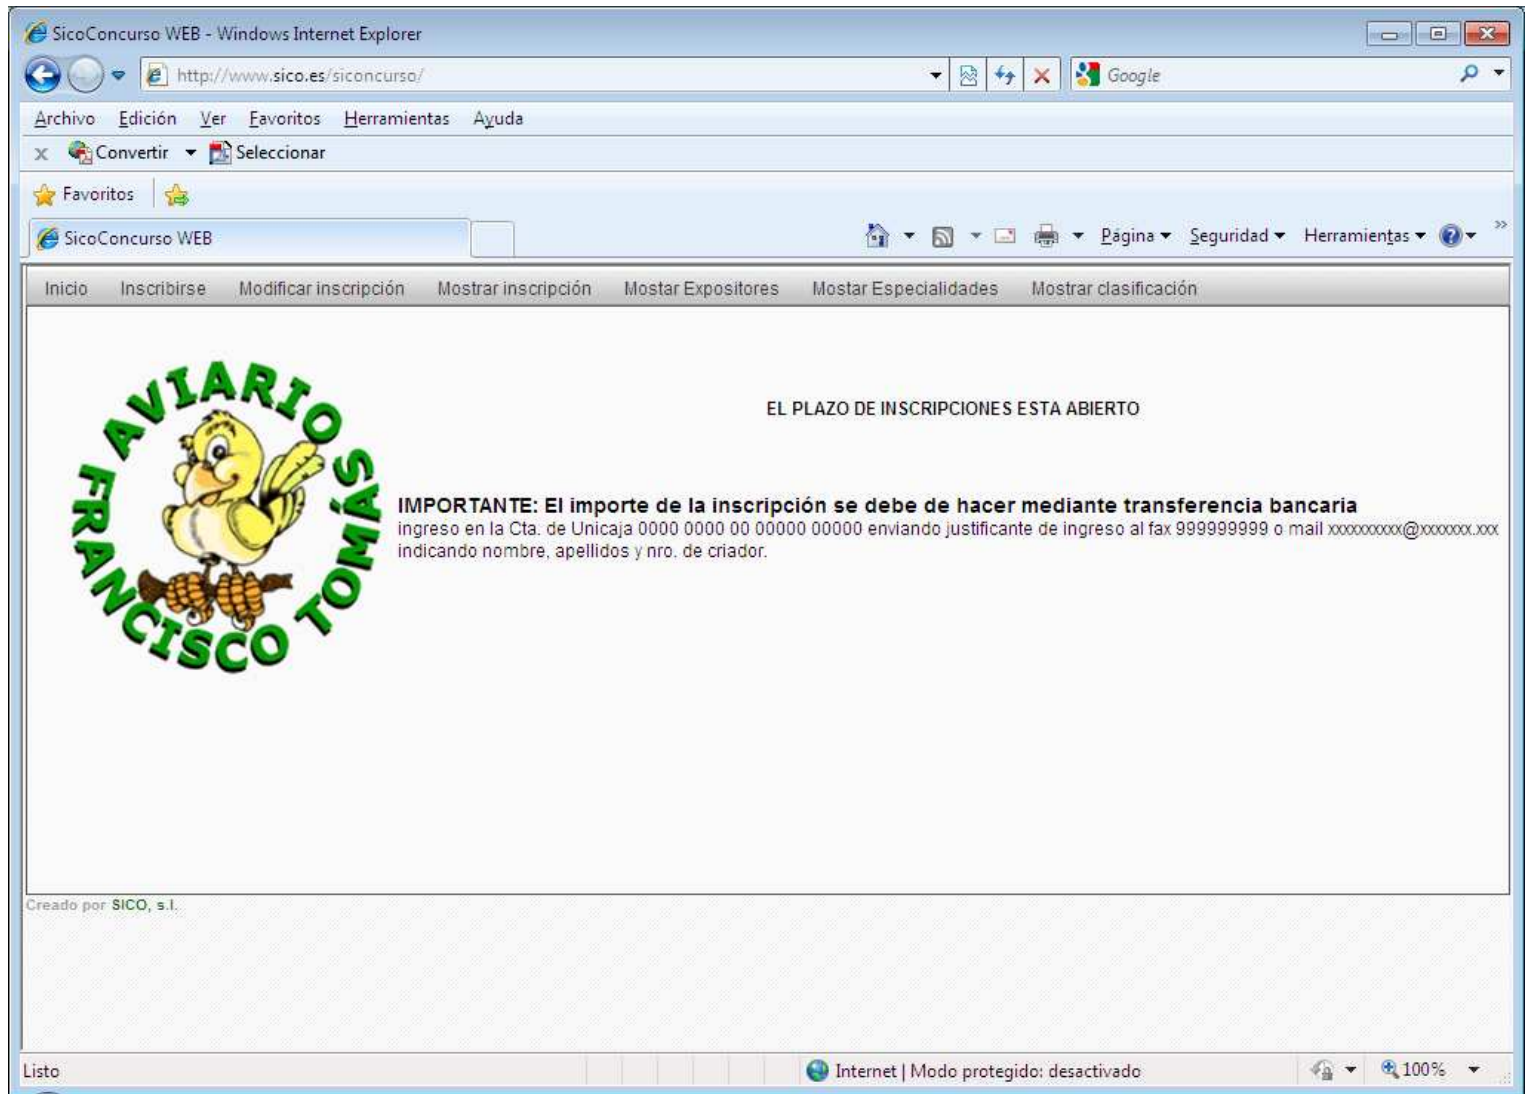 SicoConcurso WEB - Windows Internet Explorer
http://www.sico.es/siconcurso/
Google
Archivo Edición Ver Favoritos Herramientas Ayuda
x Convertir Seleccionar
Favoritos
SicoConcurso WEB
Página Seguridad Herramientas
Inicio Inscribirse Modificar inscripción Mostrar inscripción Mostar Expositores Mostar Especialidades Mostrar clasificación
AVIARIO FRANCISCO TOMÁS
EL PLAZO DE INSCRIPCIONES ESTA ABIERTO
IMPORTANTE: El importe de la inscripción se debe de hacer mediante transferencia bancaria
ingreso en la Cta. de Unicaja 0000 0000 00 00000 00000 enviando justificante de ingreso al fax 999999999 o mail xxxxxxxxxx@xxxxxxx.xxx
indicando nombre, apellidos y nro. de criador.
Creado por SICO, s.l.
Listo
Internet | Modo protegido: desactivado
100%